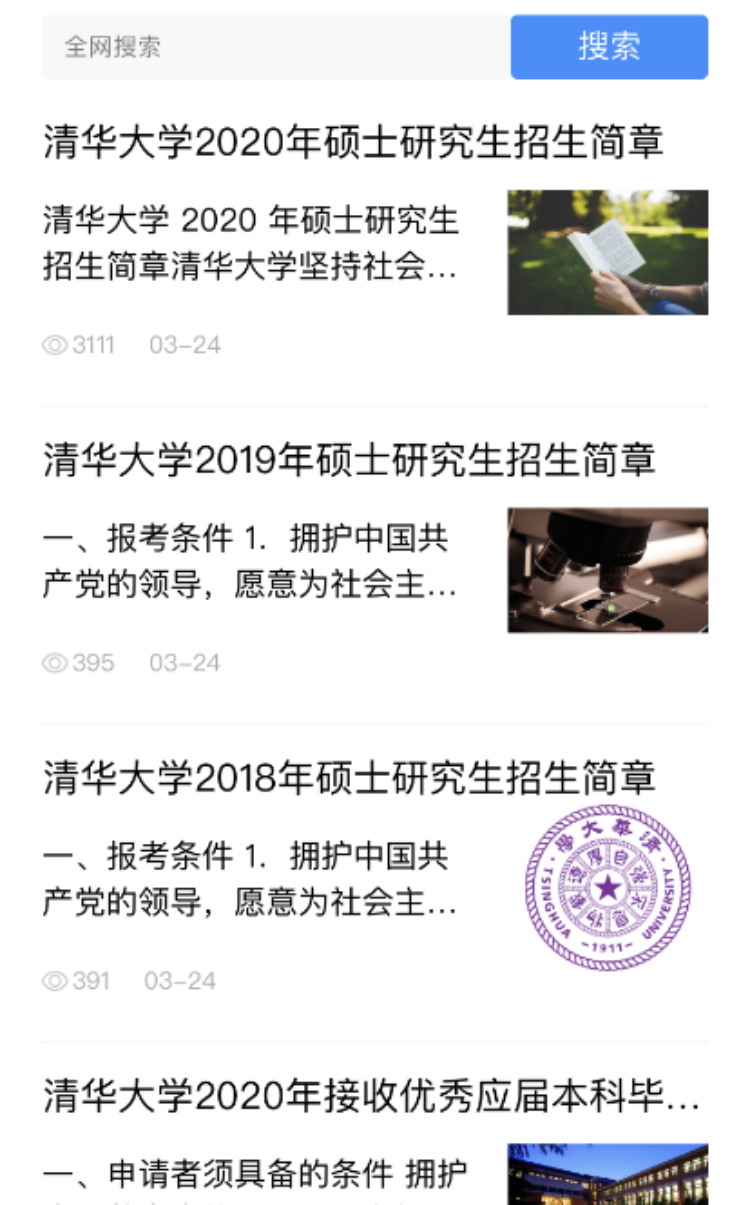 全网搜索
搜索
清华大学2020年硕士研究生招生简章
清华大学 2020 年硕士研究生
招生简章清华大学坚持社会...
3111 03-24
清华大学2019年硕士研究生招生简章
一、报考条件 1. 拥护中国共
产党的领导，愿意为社会主...
395 03-24
清华大学2018年硕士研究生招生简章
一、报考条件 1. 拥护中国共
产党的领导，愿意为社会主...
清華大學
自强不息
厚德載物
TSINGHUA UNIVERSITY
-1911-
391 03-24
清华大学2020年接收优秀应届本科毕...
一、申请者须具备的条件 拥护